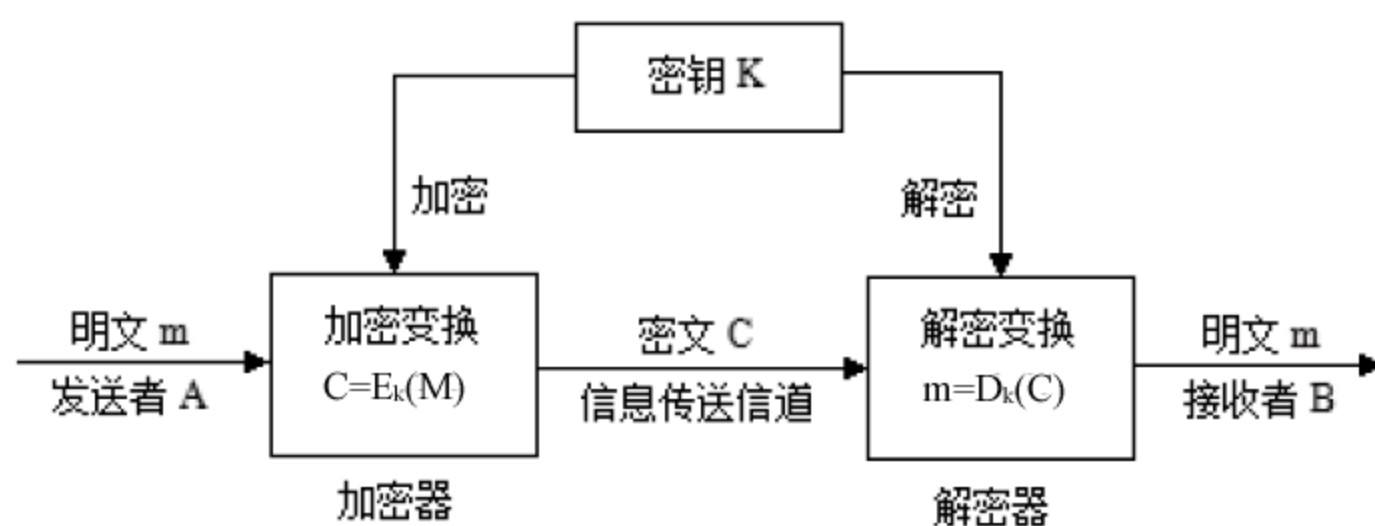 密钥 K
加密
解密
明文 m
发送者 A
加密变换
C=Eₖ(M)
加密器
密文 C
信息传送信道
解密变换
m=Dₖ(C)
解密器
明文 m
接收者 B